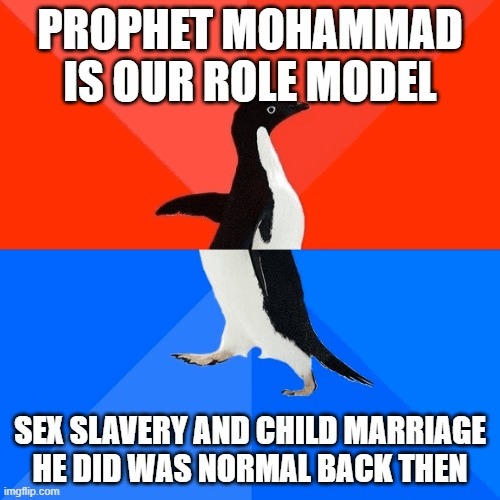 PROPHET MOHAMMAD
IS OUR ROLE MODEL
SEX SLAVERY AND CHILD MARRIAGE
HE DID WAS NORMAL BACK THEN
imgflip.com